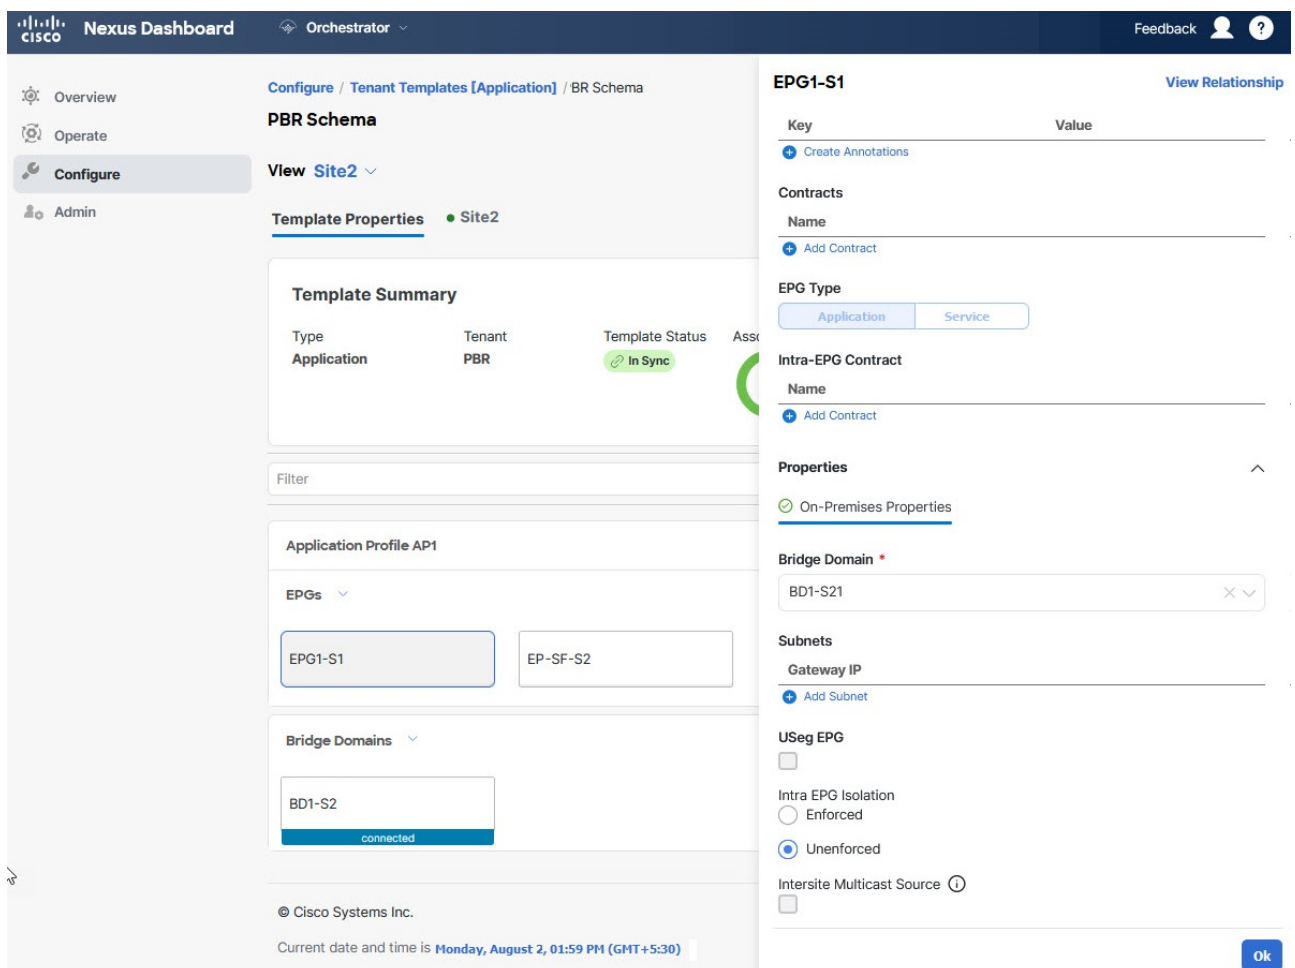 cisco Nexus Dashboard Orchestrator Feedback ?
Overview
Operate
Configure
Admin
Configure / Tenant Templates [Application] / BR Schema
PBR Schema
View Site2
Template Properties Site2
Template Summary
Type Tenant Template Status Asso
Application PBR In Sync
Filter
Application Profile AP1
EPGs
EPG1-S1 EP-SF-S2
Bridge Domains
BD1-S2
connected
© Cisco Systems Inc.
Current date and time is Monday, August 2, 01:59 PM (GMT+5:30)
EPG1-S1 View Relationship
Key Value
Create Annotations
Contracts
Name
Add Contract
EPG Type
Application Service
Intra-EPG Contract
Name
Add Contract
Properties
On-Premises Properties
Bridge Domain *
BD1-S21
Subnets
Gateway IP
Add Subnet
USeg EPG
Intra EPG Isolation
Enforced
Unenforced
Intersite Multicast Source
Ok